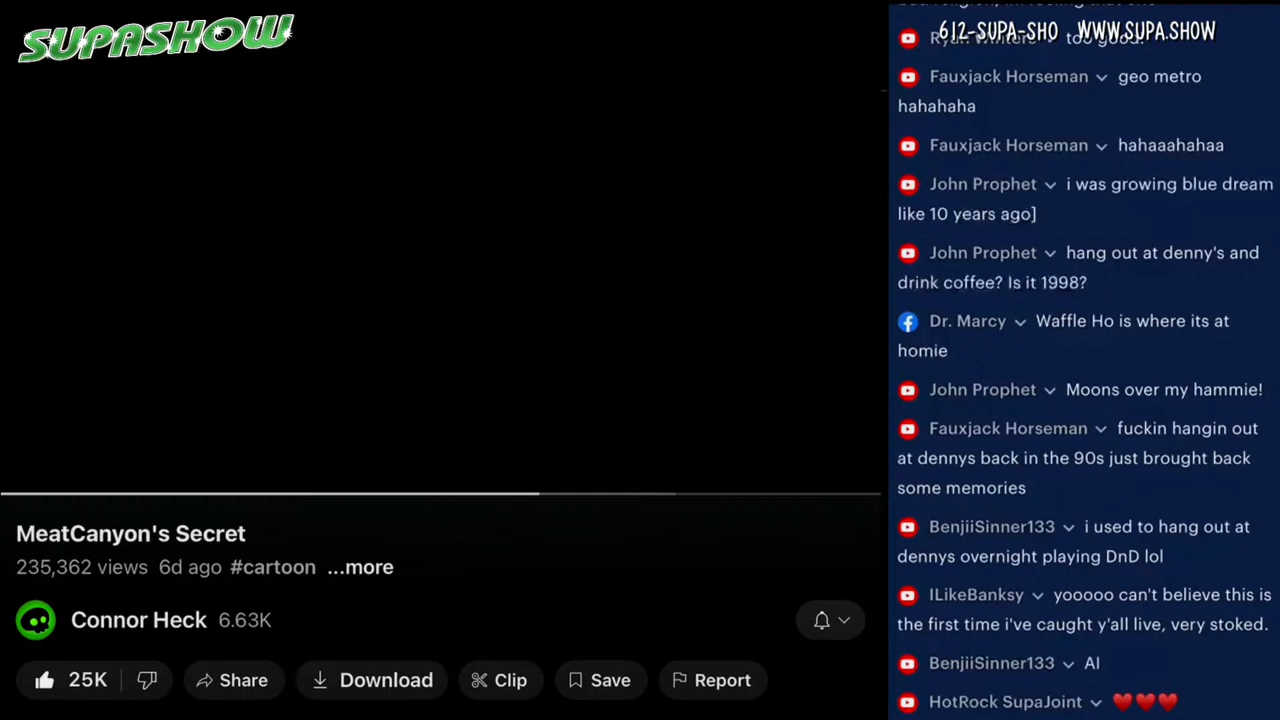 SUPASHOW
612-SUPA-SHO WWW.SUPA.SHOW
too good.
Fauxjack Horseman geo metro
hahahaha
Fauxjack Horseman hahaaahahaa
John Prophet i was growing blue dream
like 10 years ago]
John Prophet hang out at denny's and
drink coffee? Is it 1998?
Dr. Marcy Waffle Ho is where its at
homie
John Prophet Moons over my hammie!
Fauxjack Horseman fuckin hangin out
at dennys back in the 90s just brought back
some memories
BenjiiSinner133 i used to hang out at
dennys overnight playing DnD lol
ILikeBanksy yooooo can't believe this is
the first time i've caught y'all live, very stoked.
BenjiiSinner133 AI
HotRock SupaJoint ❤️❤️❤️
MeatCanyon's Secret
235,362 views 6d ago #cartoon ...more
Connor Heck 6.63K
25K Share Download Clip Save Report